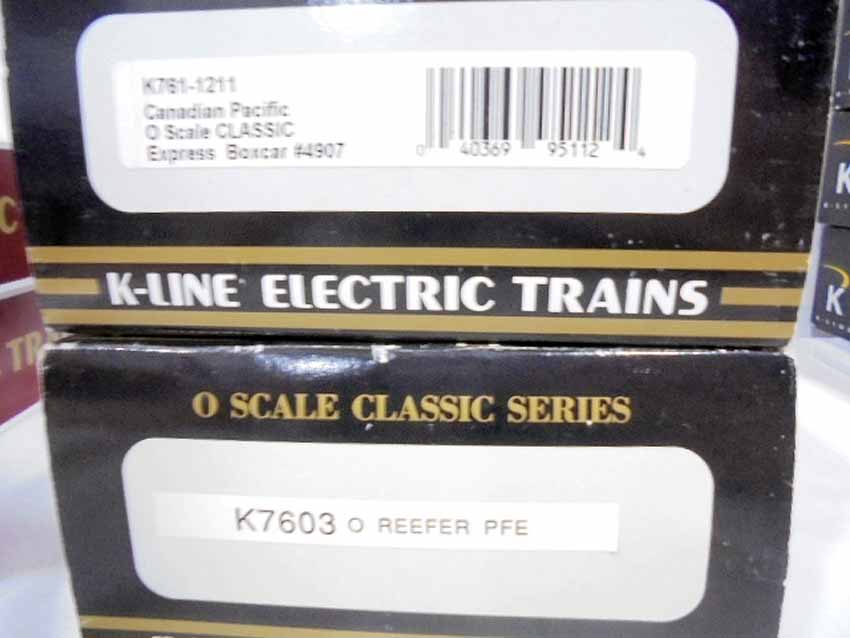 K761-1211
Canadian Pacific
O Scale CLASSIC
Express Boxcar #4907
0 40369 95112 4
K-LINE ELECTRIC TRAINS
O SCALE CLASSIC SERIES
K7603 O REEFER PFE
C
TR
K
K